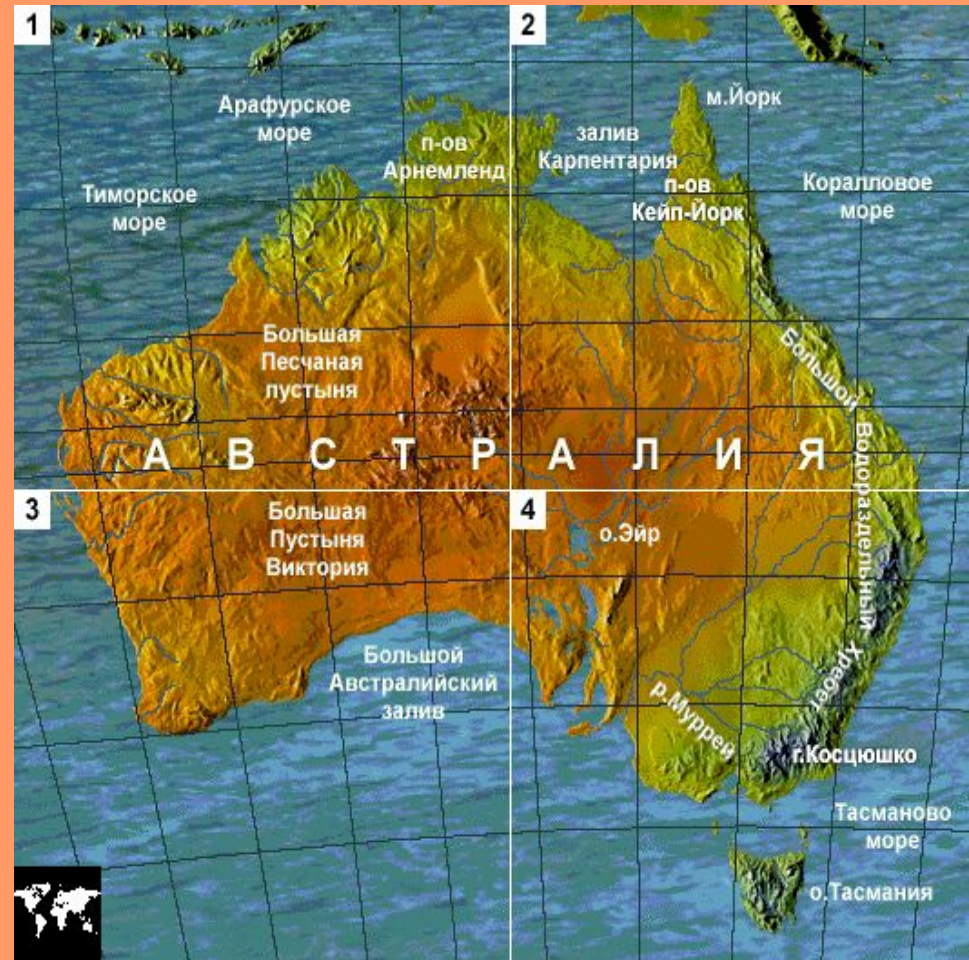 1
2
Арафурское
море
Тиморское
море
п-ов
Арнемленд
залив
Карпентария
м.Йорк
п-ов
Кейп-Йорк
Коралловое
море
Большая
Песчаная
пустыня
Большой
Водораздельный
Хребет
АВСТРАЛИЯ
3
4
Большая
Пустыня
Виктория
о.Эйр
Большой
Австралийский
залив
р.Муррей
г.Косцюшко
Тасманово
море
о.Тасмания